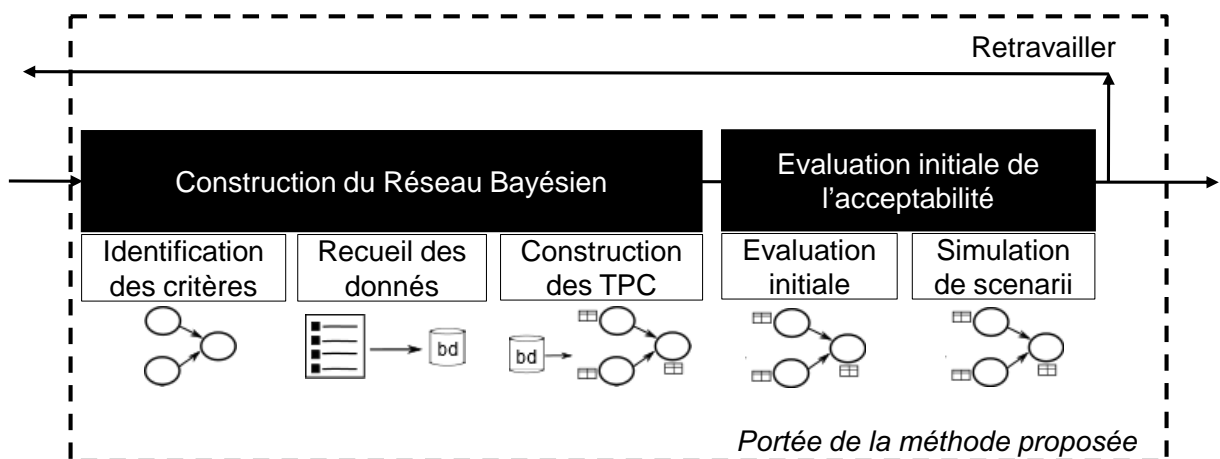 Retravailler
Construction du Réseau Bayésien
Evaluation initiale de
l'acceptabilité
Identification
des critères
Recueil des
donnés
Construction
des TPC
Evaluation
initiale
Simulation
de scenarii
bd
bd
Portée de la méthode proposée